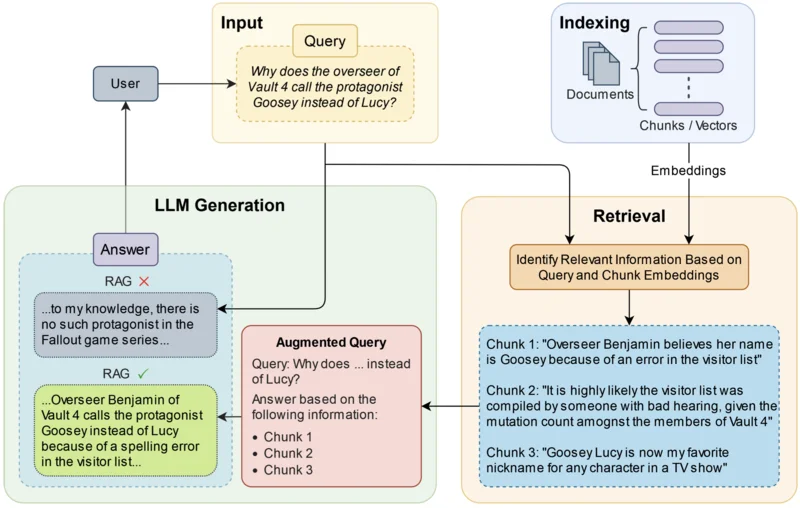 Input
Query
Why does the overseer of
Vault 4 call the protagonist
Goosey instead of Lucy?
User
Indexing
Documents
Chunks / Vectors
Embeddings
LLM Generation
Answer
RAG ✗
...to my knowledge, there is
no such protagonist in the
Fallout game series...
RAG ✓
...Overseer Benjamin of
Vault 4 calls the protagonist
Goosey instead of Lucy
because of a spelling error
in the visitor list...
Augmented Query
Query: Why does ... instead
of Lucy?
Answer based on the
following information:
• Chunk 1
• Chunk 2
• Chunk 3
Retrieval
Identify Relevant Information Based on
Query and Chunk Embeddings
Chunk 1: "Overseer Benjamin believes her name
is Goosey because of an error in the visitor list"
Chunk 2: "It is highly likely the visitor list was
compiled by someone with bad hearing, given the
mutation count amognst the members of Vault 4"
Chunk 3: "Goosey Lucy is now my favorite
nickname for any character in a TV show"